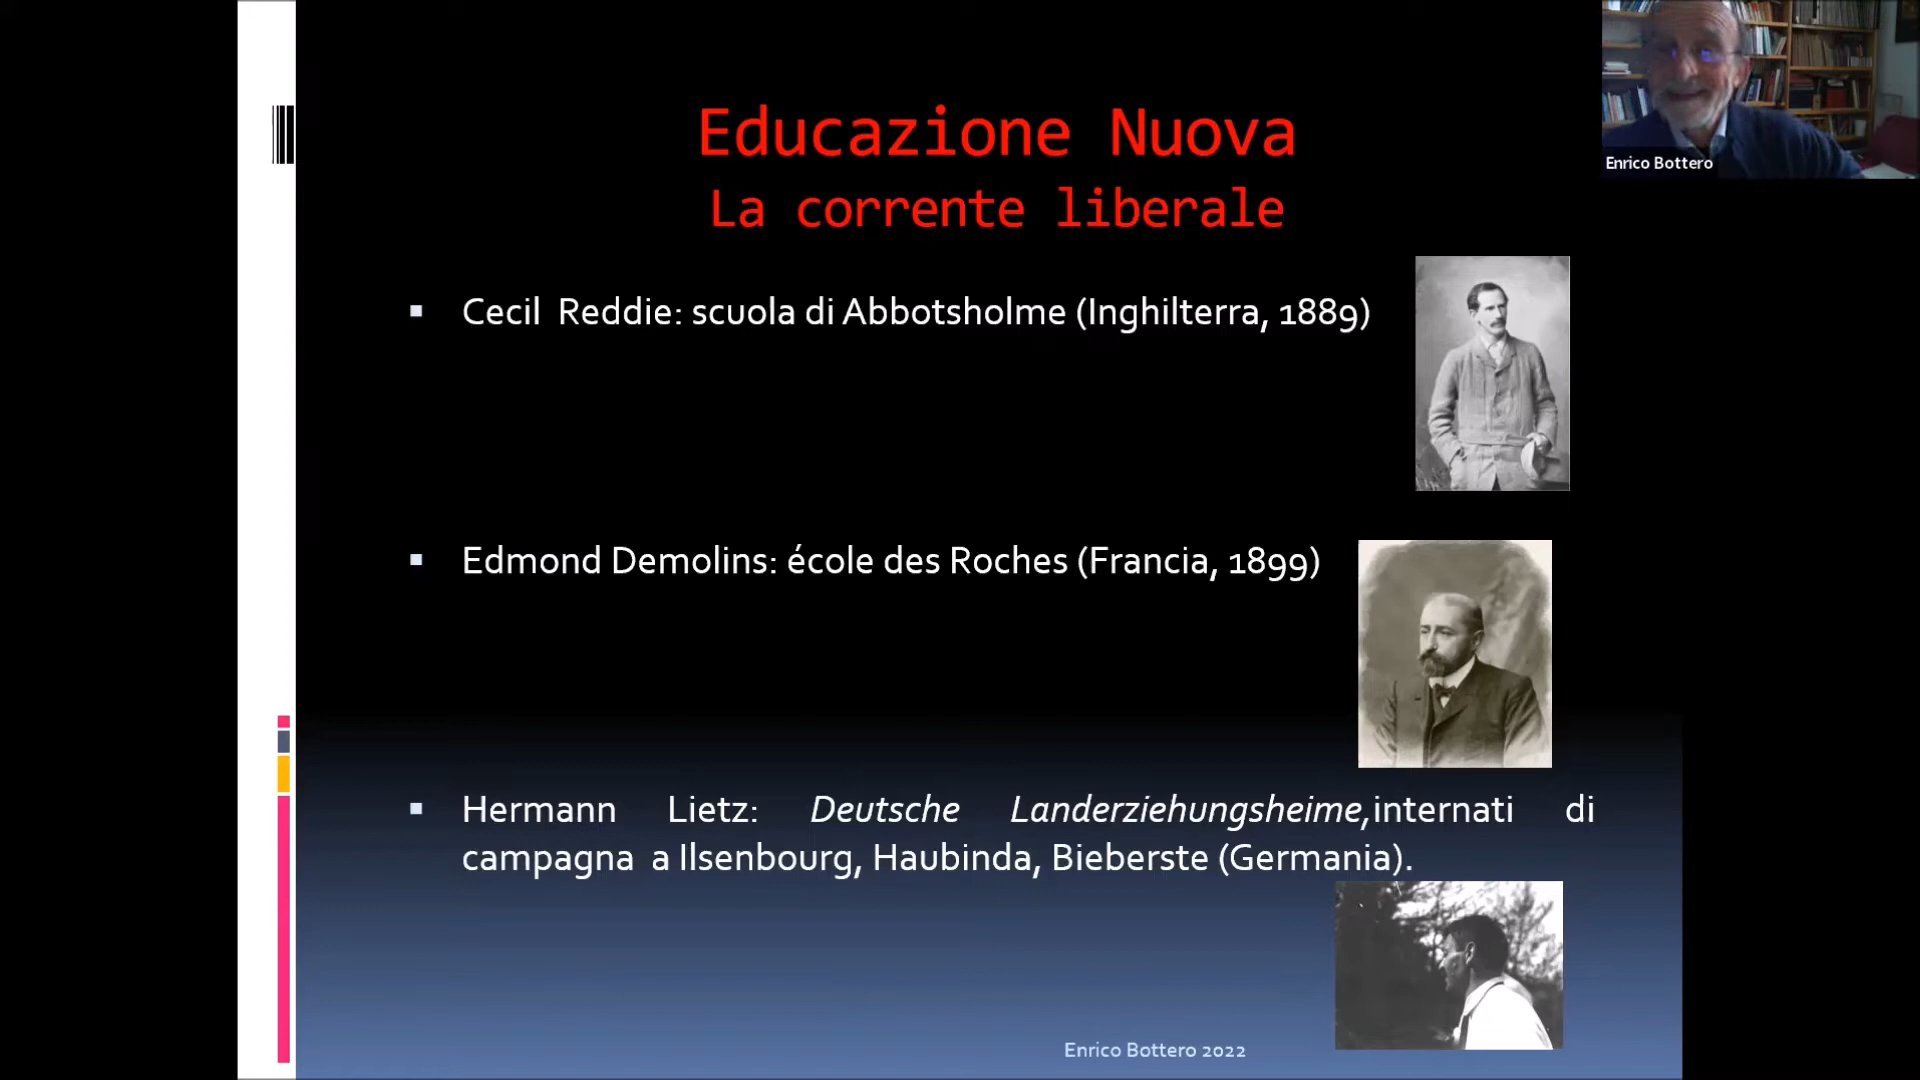 Educazione Nuova
La corrente liberale
Enrico Bottero
▪ Cecil Reddie: scuola di Abbotsholme (Inghilterra, 1889)
▪ Edmond Demolins: école des Roches (Francia, 1899)
▪ Hermann Lietz: Deutsche Landerziehungsheime,internati di
campagna a Ilsenbourg, Haubinda, Bieberste (Germania).
Enrico Bottero 2022